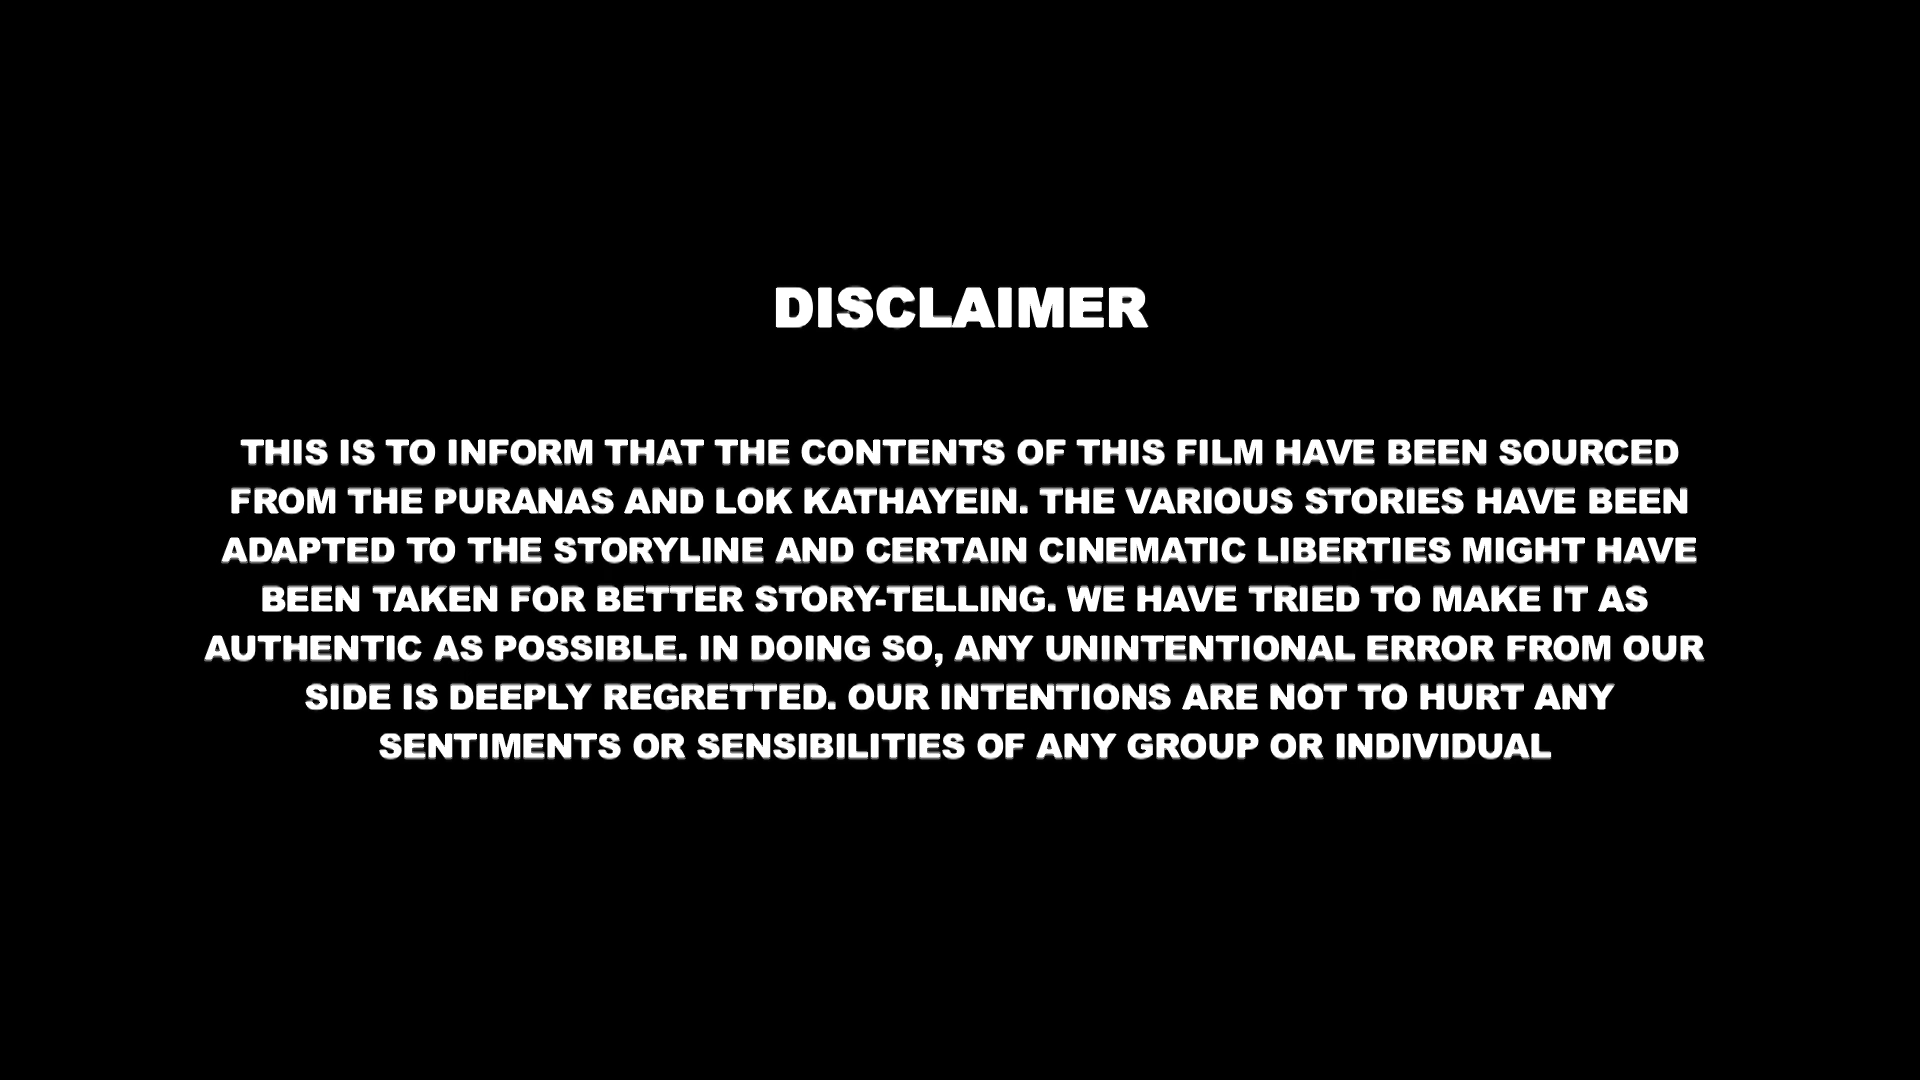 DISCLAIMER
THIS IS TO INFORM THAT THE CONTENTS OF THIS FILM HAVE BEEN SOURCED
FROM THE PURANAS AND LOK KATHAYEIN. THE VARIOUS STORIES HAVE BEEN
ADAPTED TO THE STORYLINE AND CERTAIN CINEMATIC LIBERTIES MIGHT HAVE
BEEN TAKEN FOR BETTER STORY-TELLING. WE HAVE TRIED TO MAKE IT AS
AUTHENTIC AS POSSIBLE. IN DOING SO, ANY UNINTENTIONAL ERROR FROM OUR
SIDE IS DEEPLY REGRETTED. OUR INTENTIONS ARE NOT TO HURT ANY
SENTIMENTS OR SENSIBILITIES OF ANY GROUP OR INDIVIDUAL